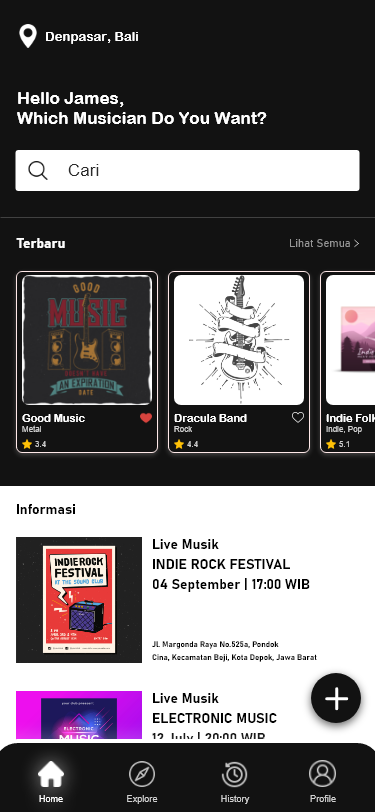 Denpasar, Bali
Hello James,
Which Musician Do You Want?
Cari
Terbaru
Lihat Semua >
GOOD
MUSIC
DOESN'T HAVE
AN EXPIRATION
DATE
Good Music
Metal
3.4
Dracula Band
Rock
4.4
Indie Folk
Indie, Pop
5.1
Informasi
INDIEROCK
FESTIVAL
AT THE SOUND CLUB
Live Musik
INDIE ROCK FESTIVAL
04 September | 17:00 WIB
Jl. Margonda Raya No.525a, Pondok
Cina, Kecamatan Beji, Kota Depok, Jawa Barat
ELECTRONIC
MUSIC
Live Musik
ELECTRONIC MUSIC
12 July | 20:00 WIB
Home
Explore
History
Profile